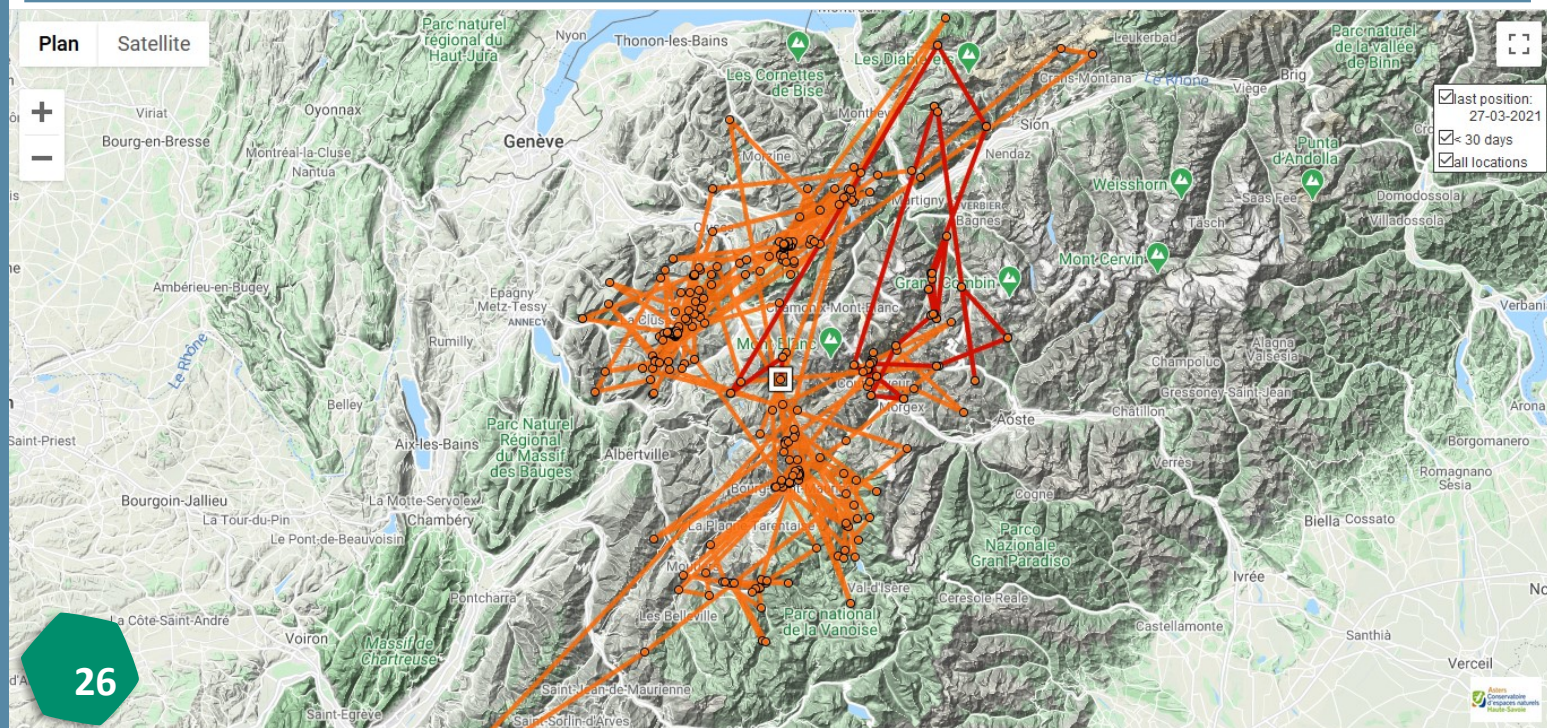 Plan
Satellite
+
−
last position:
27-03-2021
< 30 days
all locations
Parc naturel
régional du
Haut-Jura
Nyon
Thonon-les-Bains
Les Cornettes
de Bise
Les Diablerets
Leukerbad
Crans-Montana
Le Rhône
Brig
Viège
Parc naturel
de la vallée
de Binn
Viriat
Bourg-en-Bresse
Oyonnax
Montréal-la-Cluse
Nantua
Genève
Morzine
Monthey
Sion
Nendaz
Punta
d'Andolla
Weisshorn
Saas Fee
Täsch
Domodossola
Villadossola
Martigny
VERBIER
Bagnes
Mont Cervin
Grand Combin
Ambérieu-en-Bugey
Epagny
Metz-Tessy
ANNECY
La Clus
Chamonix-Mont-Blanc
Mont Blanc
Rumilly
Le Rhône
Verbani
Alagna
Valsesia
Champoluc
Gressoney-Saint-Jean
Belley
Morgex
Aoste
Châtillon
Arona
Saint-Priest
Aix-les-Bains
Parc Naturel
Régional
du Massif
des Bauges
Albertville
Verrès
Borgomanero
Romagnano
Sesia
Bourgoin-Jallieu
La Tour-du-Pin
La Motte-Servolex
Chambéry
Le Pont-de-Beauvoisin
La Plagne-Tarentaise
Cogne
Parco
Nazionale
Gran Paradiso
Biella
Cossato
Pontcharra
Val-d'Isère
Ceresole Reale
Ivrée
Les Belleville
Parc national
de la Vanoise
La Côte-Saint-André
Voiron
Massif de
Chartreuse
Castellamonte
Santhià
Verceil
Saint-Jean-de-Maurienne
Saint-Sorlin-d'Arves
Saint-Egrève
26
Asters
Conservatoire
d'espaces naturels
Haute-Savoie